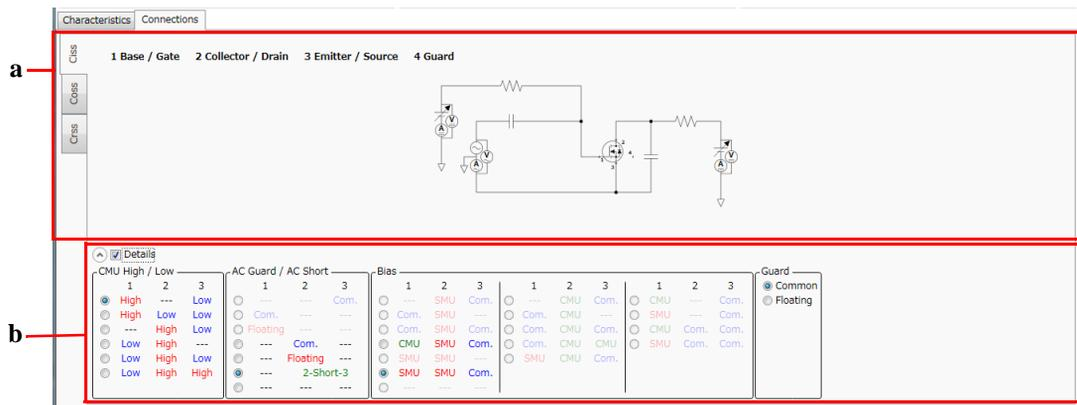 Characteristics Connections
a
Ciss
Coss
Crss
1 Base / Gate 2 Collector / Drain 3 Emitter / Source 4 Guard
V
A
V
A
2
1
4
3
V
A
b
Details
CMU High / Low AC Guard / AC Short Bias Guard
1 2 3 1 2 3 1 2 3 1 2 3 1 2 3 Common
High --- Low --- --- Com. --- SMU Com. --- CMU Com. CMU --- Com. Floating
High Low Low Com. --- --- Com. SMU --- Com. CMU --- SMU --- Com.
--- High Low Floating --- --- Com. SMU Com. Com. CMU Com. CMU Com. Com.
Low High --- --- Com. --- CMU SMU Com. Com. CMU CMU SMU Com. Com.
Low High Low --- Floating --- SMU SMU --- SMU CMU Com.
Low High High --- 2-Short-3 SMU SMU Com.
--- --- --- --- --- ---